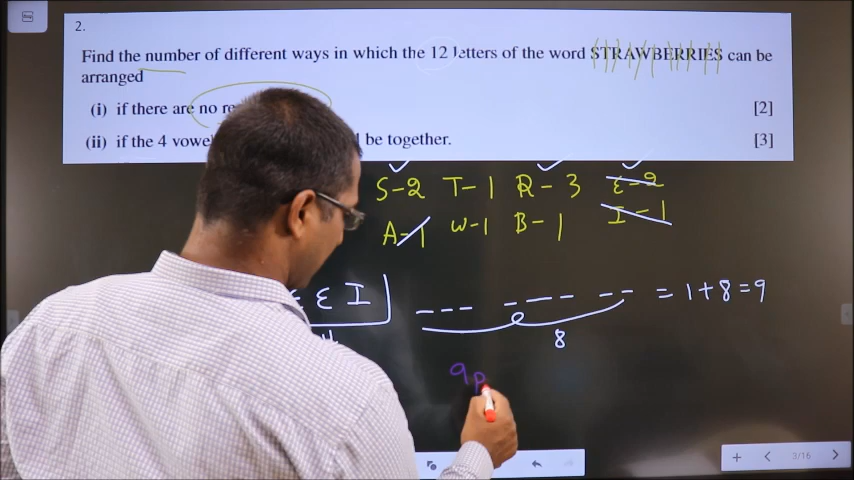 2.
Find the number of different ways in which the 12 letters of the word STRAWBERRIES can be
arranged
(i) if there are no [2]
(ii) if the 4 be together. [3]
S-2 T-1 R-3 E-2
A-1 W-1 B-1 I-1
E E I --- ---- -- = 1+8=9
8
9P
3/16